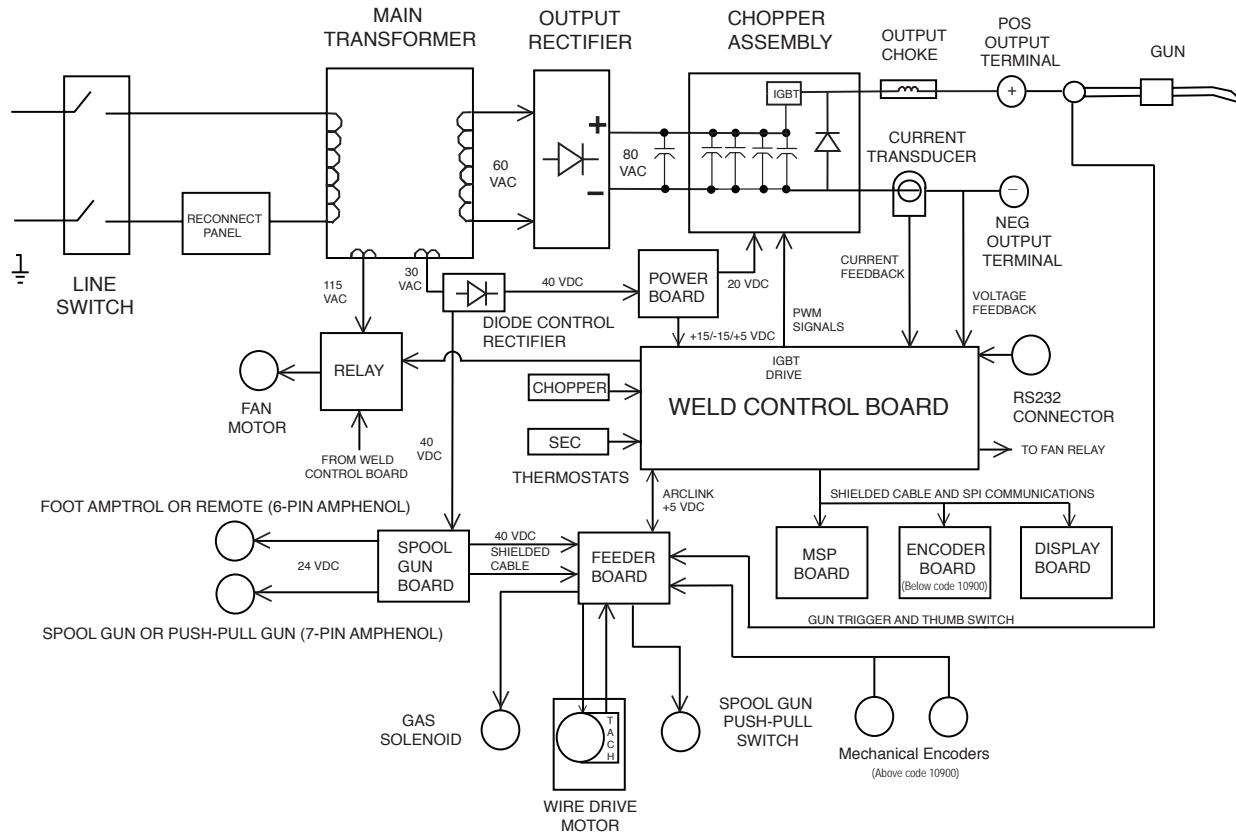 MAIN
TRANSFORMER
OUTPUT
RECTIFIER
CHOPPER
ASSEMBLY
OUTPUT
CHOKE
POS
OUTPUT
TERMINAL
GUN
IGBT
+
+
−
60
VAC
80
VAC
CURRENT
TRANSDUCER
−
NEG
OUTPUT
TERMINAL
RECONNECT
PANEL
LINE
SWITCH
115
VAC
30
VAC
DIODE CONTROL
RECTIFIER
40 VDC
POWER
BOARD
20 VDC
PWM
SIGNALS
CURRENT
FEEDBACK
VOLTAGE
FEEDBACK
+15/-15/+5 VDC
IGBT
DRIVE
WELD CONTROL BOARD
RELAY
FAN
MOTOR
FROM WELD
CONTROL BOARD
CHOPPER
SEC
THERMOSTATS
RS232
CONNECTOR
TO FAN RELAY
40
VDC
ARCLINK
+5 VDC
SHIELDED CABLE AND SPI COMMUNICATIONS
MSP
BOARD
ENCODER
BOARD
(Below code 10900)
DISPLAY
BOARD
FOOT AMPTROL OR REMOTE (6-PIN AMPHENOL)
24 VDC
SPOOL GUN OR PUSH-PULL GUN (7-PIN AMPHENOL)
SPOOL
GUN
BOARD
40 VDC
SHIELDED
CABLE
FEEDER
BOARD
GUN TRIGGER AND THUMB SWITCH
GAS
SOLENOID
TACH
WIRE DRIVE
MOTOR
SPOOL GUN
PUSH-PULL
SWITCH
Mechanical Encoders
(Above code 10900)